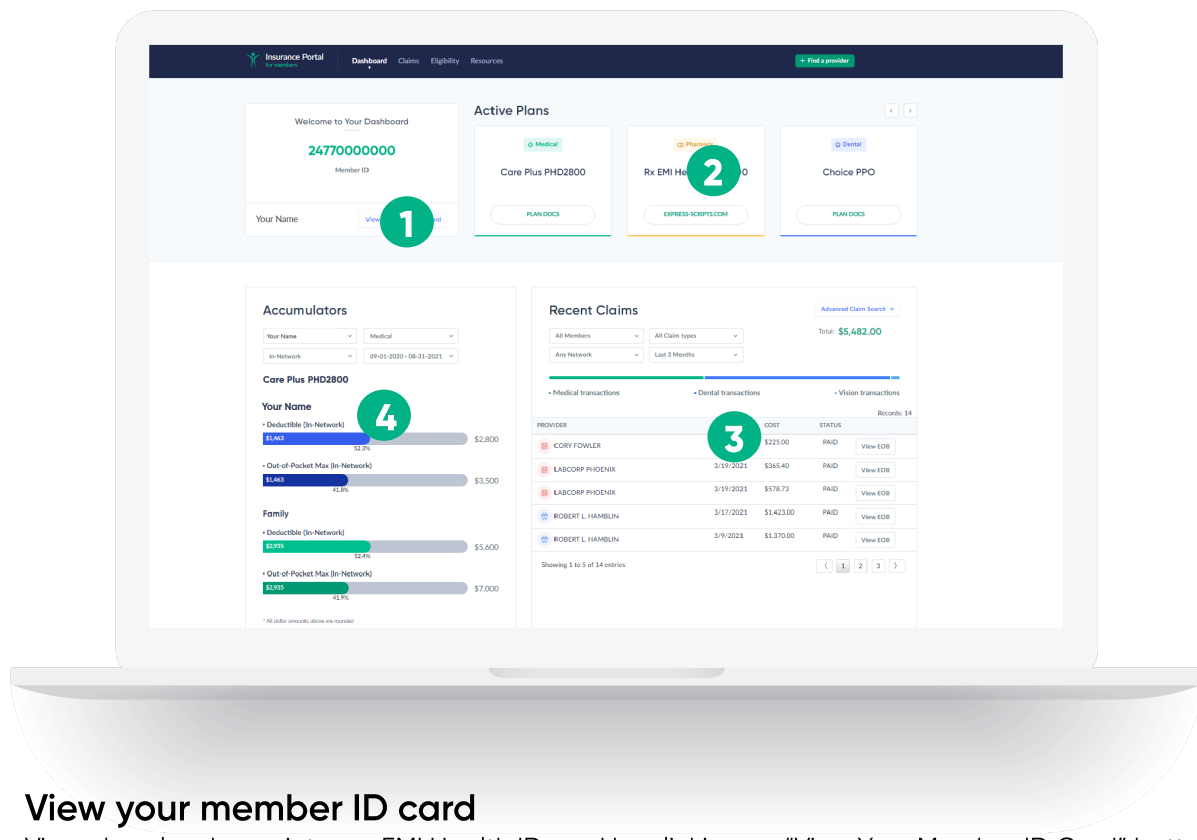 Insurance Portal
for members
Dashboard Claims Eligibility Resources
+ Find a provider
Welcome to Your Dashboard
24770000000
Member ID
Your Name
View
1
Active Plans
Medical
Care Plus PHD2800
PLAN DOCS
Pharmacy
Rx EMI
2
EXPRESS-SCRIPTS.COM
Dental
Choice PPO
PLAN DOCS
Accumulators
Your Name Medical
In-Network 09-01-2020 - 08-31-2021
Care Plus PHD2800
Your Name
4
• Deductible (In-Network)
$1,463 $2,800
52.3%
• Out-of-Pocket Max (In-Network)
$1,463 $3,500
41.8%
Family
• Deductible (In-Network)
$2,935 $5,600
52.4%
• Out-of-Pocket Max (In-Network)
$2,935 $7,000
41.9%
* All dollar amounts above are rounded
Recent Claims
Advanced Claim Search →
All Members All Claim types
Total: $5,482.00
Any Network Last 3 Months
• Medical transactions • Dental transactions • Vision transactions
Records: 14
PROVIDER COST STATUS
3
CORY FOWLER $225.00 PAID View EOB
LABCORP PHOENIX 3/19/2021 $365.40 PAID View EOB
LABCORP PHOENIX 3/19/2021 $578.73 PAID View EOB
ROBERT L. HAMBLIN 3/17/2021 $1,423.00 PAID View EOB
ROBERT L. HAMBLIN 3/9/2021 $1,370.00 PAID View EOB
Showing 1 to 5 of 14 entries
⟨ 1 2 3 ⟩
View your member ID card